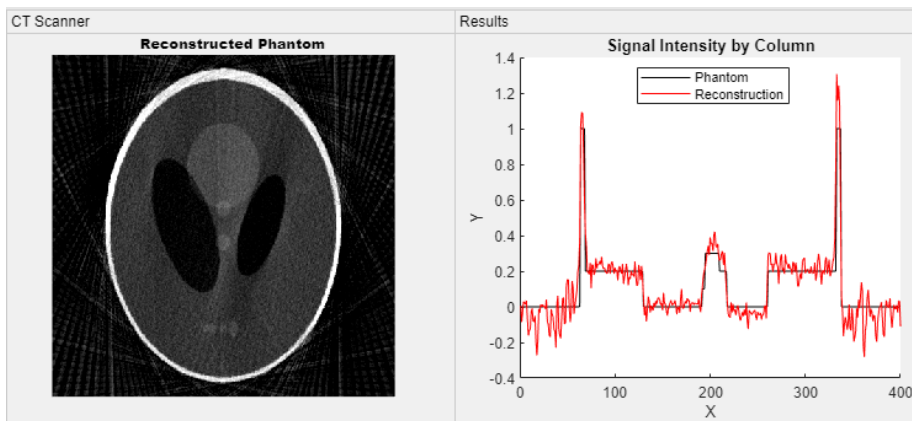 CT Scanner
Reconstructed Phantom
Results
Signal Intensity by Column
Phantom
Reconstruction
1.4
1.2
1
0.8
0.6
0.4
0.2
0
-0.2
-0.4
Y
0 100 200 300 400
X